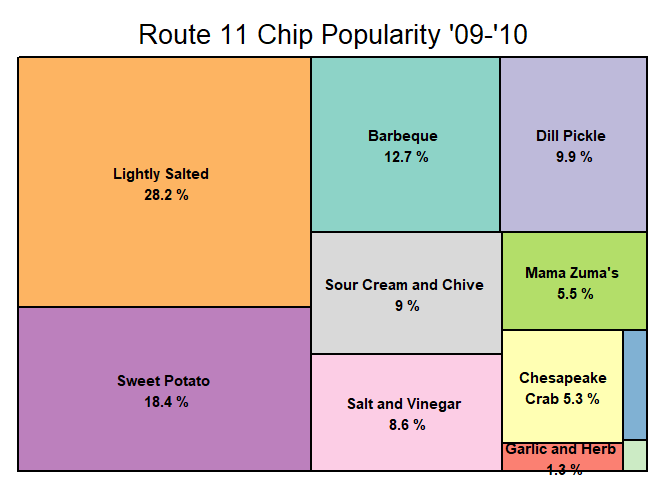 Route 11 Chip Popularity '09-'10
Lightly Salted
28.2 %
Barbeque
12.7 %
Dill Pickle
9.9 %
Sour Cream and Chive
9 %
Mama Zuma's
5.5 %
Sweet Potato
18.4 %
Salt and Vinegar
8.6 %
Chesapeake
Crab 5.3 %
Garlic and Herb
1.3 %